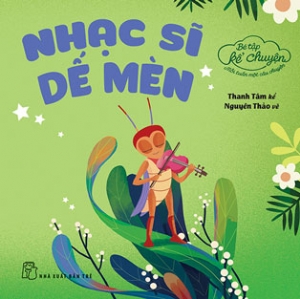 NHẠC SĨ
DẾ MÈN
Bé tập
kể chuyện
Thanh Tâm kể
Nguyên Thảo vẽ
NHÀ XUẤT BẢN TRẺ